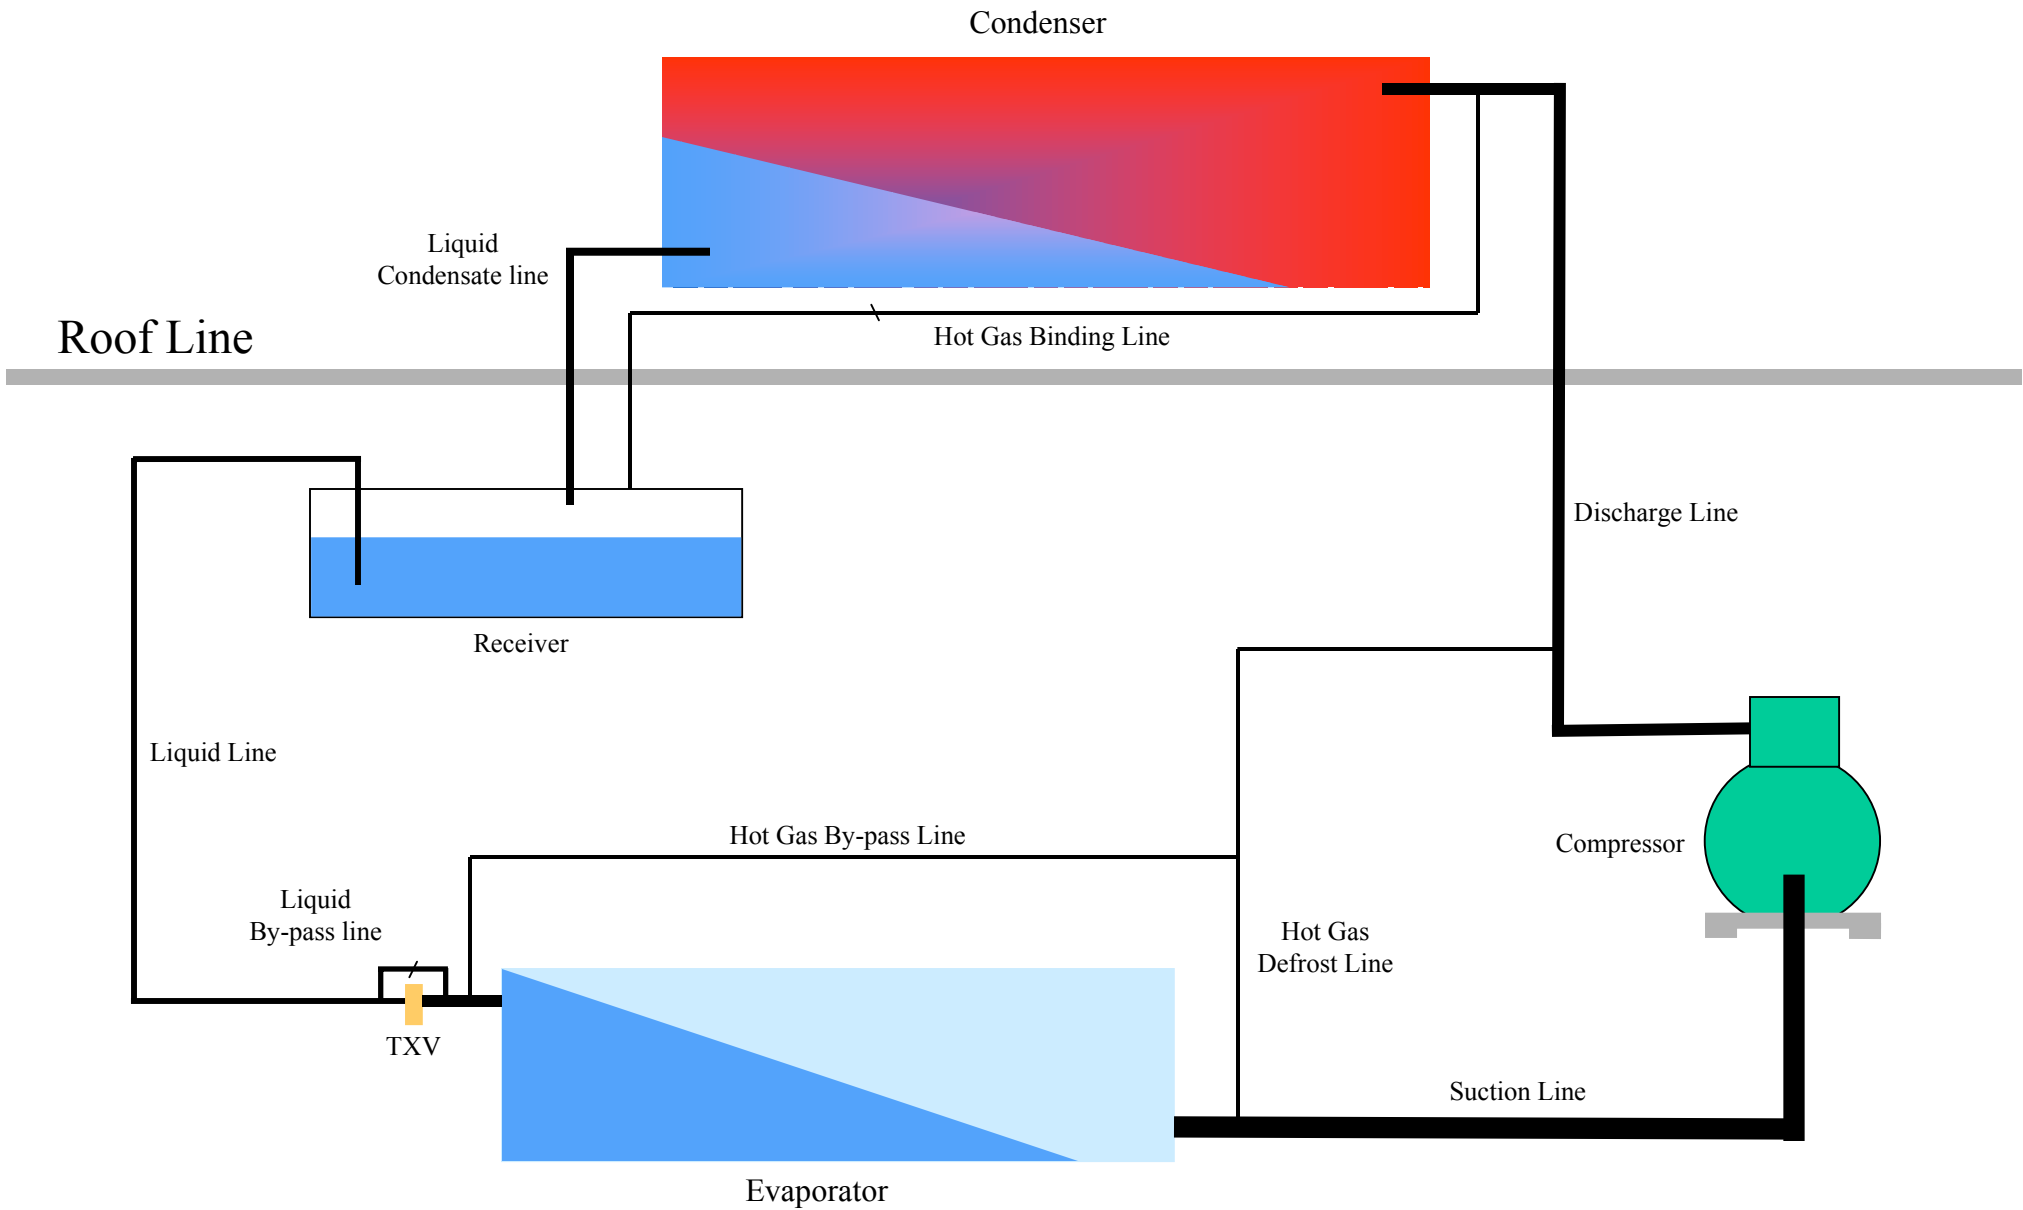 Condenser
Liquid
Condensate line
Roof Line
Hot Gas Binding Line
Discharge Line
Receiver
Liquid Line
Hot Gas By-pass Line
Compressor
Liquid
By-pass line
Hot Gas
Defrost Line
TXV
Suction Line
Evaporator